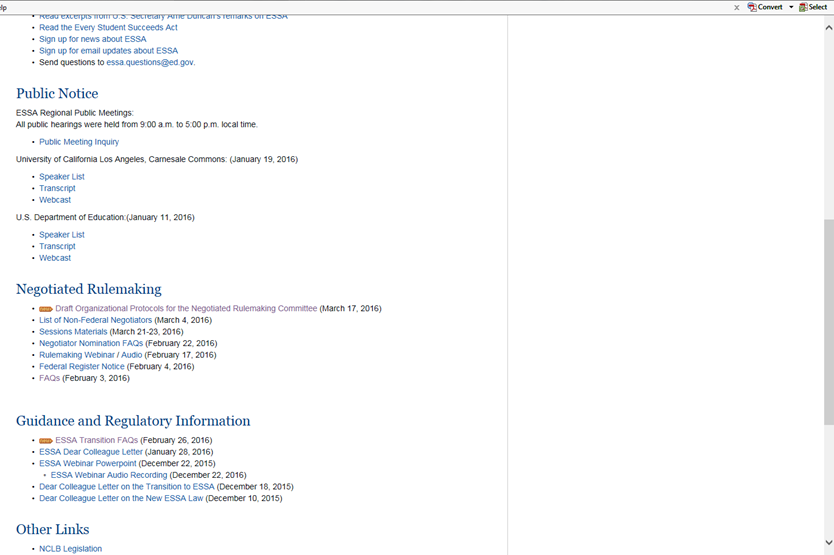 elp
x Convert Select
Read excerpts from U.S. Secretary Arne Duncan's remarks on ESSA
Read the Every Student Succeeds Act
Sign up for news about ESSA
Sign up for email updates about ESSA
Send questions to essa.questions@ed.gov.
Public Notice
ESSA Regional Public Meetings:
All public hearings were held from 9:00 a.m. to 5:00 p.m. local time.
Public Meeting Inquiry
University of California Los Angeles, Carnesale Commons: (January 19, 2016)
Speaker List
Transcript
Webcast
U.S. Department of Education:(January 11, 2016)
Speaker List
Transcript
Webcast
Negotiated Rulemaking
Draft Organizational Protocols for the Negotiated Rulemaking Committee (March 17, 2016)
List of Non-Federal Negotiators (March 4, 2016)
Sessions Materials (March 21-23, 2016)
Negotiator Nomination FAQs (February 22, 2016)
Rulemaking Webinar / Audio (February 17, 2016)
Federal Register Notice (February 4, 2016)
FAQs (February 3, 2016)
Guidance and Regulatory Information
ESSA Transition FAQs (February 26, 2016)
ESSA Dear Colleague Letter (January 28, 2016)
ESSA Webinar Powerpoint (December 22, 2015)
ESSA Webinar Audio Recording (December 22, 2016)
Dear Colleague Letter on the Transition to ESSA (December 18, 2015)
Dear Colleague Letter on the New ESSA Law (December 10, 2015)
Other Links
NCLB Legislation